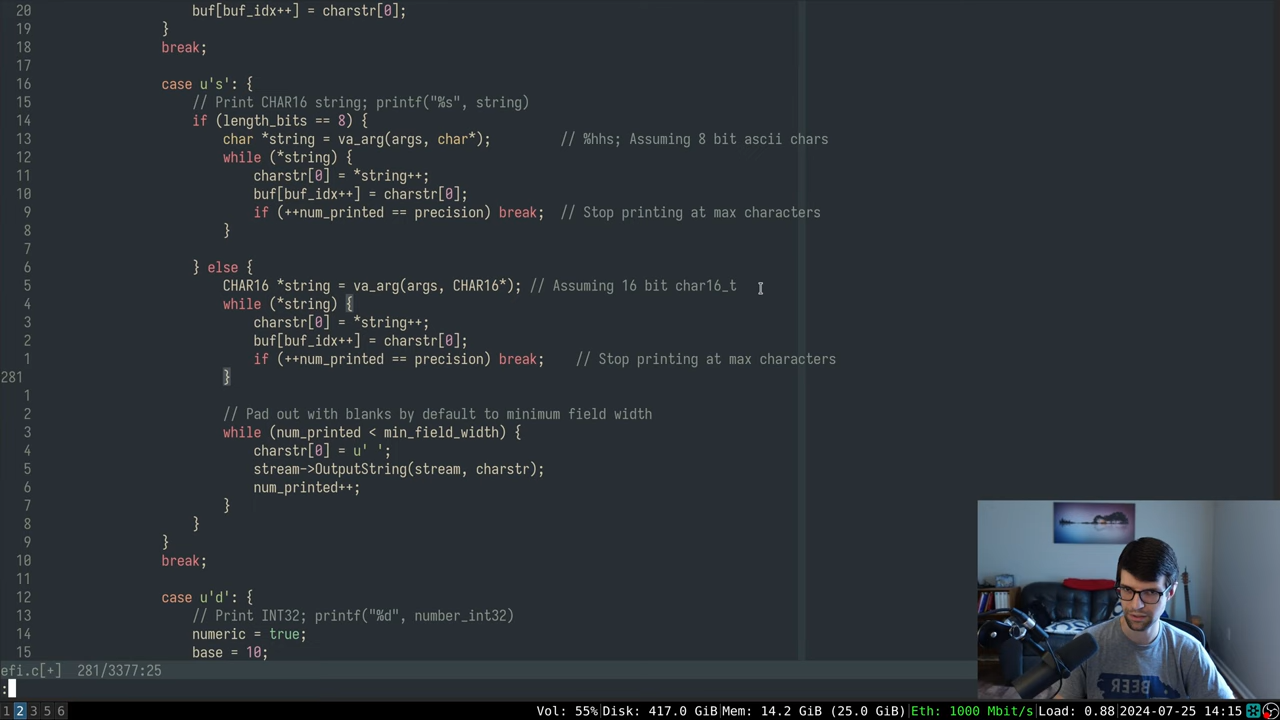 20 buf[buf_idx++] = charstr[0];
19 }
18 break;
17
16 case u's': {
15 // Print CHAR16 string; printf("%s", string)
14 if (length_bits == 8) {
13 char *string = va_arg(args, char*); // %hhs; Assuming 8 bit ascii chars
12 while (*string) {
11 charstr[0] = *string++;
10 buf[buf_idx++] = charstr[0];
9 if (++num_printed == precision) break; // Stop printing at max characters
8 }
7
6 } else {
5 CHAR16 *string = va_arg(args, CHAR16*); // Assuming 16 bit char16_t
4 while (*string) {
3 charstr[0] = *string++;
2 buf[buf_idx++] = charstr[0];
1 if (++num_printed == precision) break; // Stop printing at max characters
281 }
1
2 // Pad out with blanks by default to minimum field width
3 while (num_printed < min_field_width) {
4 charstr[0] = u' ';
5 stream->OutputString(stream, charstr);
6 num_printed++;
7 }
8 }
9 }
10 break;
11
12 case u'd': {
13 // Print INT32; printf("%d", number_int32)
14 numeric = true;
15 base = 10;
efi.c[+] 281/3377:25
:
1 2 3 5 6 Vol: 55%|Disk: 417.0 GiB|Mem: 14.2 GiB (25.0 GiB)|Eth: 1000 Mbit/s|Load: 0.88|2024-07-25 14:15
BEER